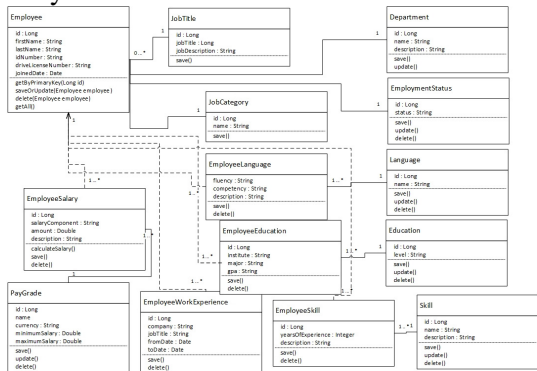 Employee
id : Long
firstName : String
lastName : String
idNumber : String
driveLicenseNumber : String
joinedDate : Date
getByPrimaryKey(Long id)
saveOrUpdate(Employee employee)
delete(Employee employee)
getAll()
1
0..*
1
JobTitle
id : Long
jobTitle : Long
jobDescription : String
save()
1
Department
id : Long
name : String
description : String
save()
update()
1
EmploymentStatus
id : Long
status : String
save()
update()
delete()
1
JobCategory
id : Long
name : String
save()
EmployeeLanguage
fluency : String
competency : String
description : String
save()
delete()
1..*
1..*
1
Language
id : Long
name : String
save()
update()
delete()
1..*
EmployeeSalary
id : Long
salaryComponent : String
amount : Double
description : String
calculateSalary()
save()
delete()
1..*
1
EmployeeEducation
id : Long
institute : String
major : String
gpa : String
save()
delete()
1..*
1..*
1
Education
id : Long
level : String
save()
update()
delete()
PayGrade
id : Long
name
currency : String
minimumSalary : Double
maximumSalary : Double
save()
update()
delete()
1..*
EmployeeWorkExperience
id : Long
company : String
jobTitle : String
fromDate : Date
toDate : Date
save()
delete()
1..*
EmployeeSkill
id : Long
yearsOfExperience : Integer
description : String
save()
delete()
1..*
1
Skill
id : Long
name : String
description : String
save()
update()
delete()